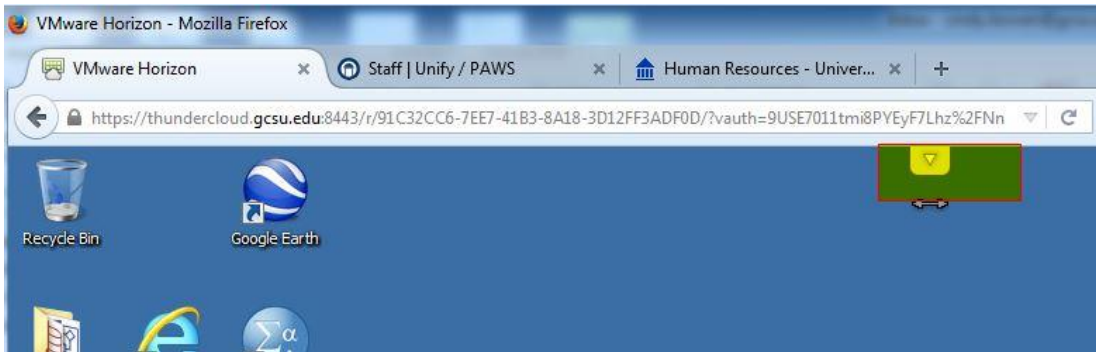 VMware Horizon - Mozilla Firefox
VMware Horizon
Staff | Unify / PAWS
Human Resources - Univer...
https://thundercloud.gcsu.edu:8443/r/91C32CC6-7EE7-41B3-8A18-3D12FF3ADF0D/?vauth=9USE7011tmi8PYEyF7Lhz%2FNn
Recycle Bin
Google Earth
Σα